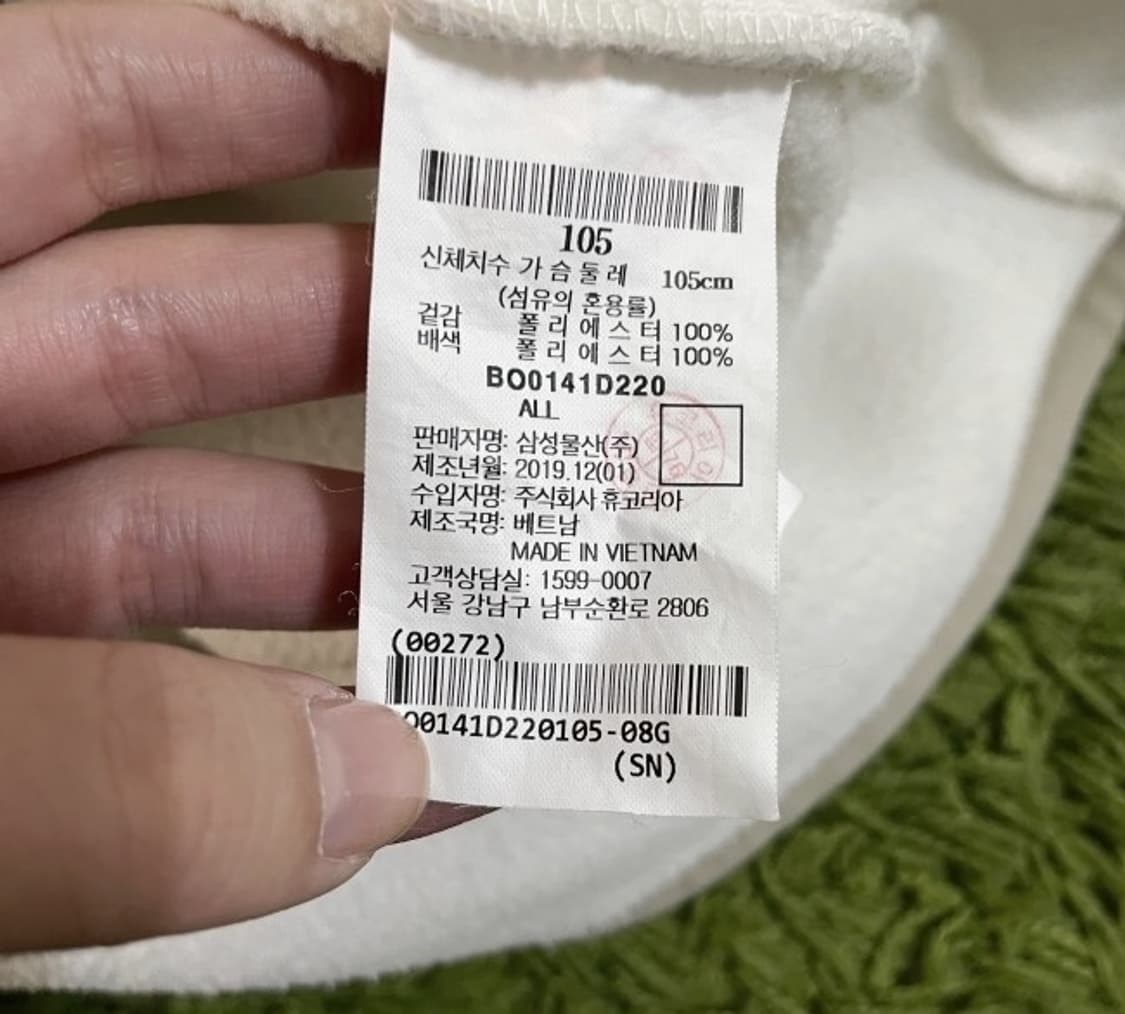 105
신체치수 가 슴 둘 레 105cm
(섬유의 혼용률)
겉감 폴 리 에 스 터 100%
배색 폴 리 에 스 터 100%
BO0141D220
ALL
판매자명: 삼성물산(주)
제조년월: 2019.12(01)
수입자명: 주식회사 휴코리아
제조국명: 베트남
MADE IN VIETNAM
고객상담실: 1599-0007
서울 강남구 남부순환로 2806
(00272)
O0141D220105-08G
(SN)